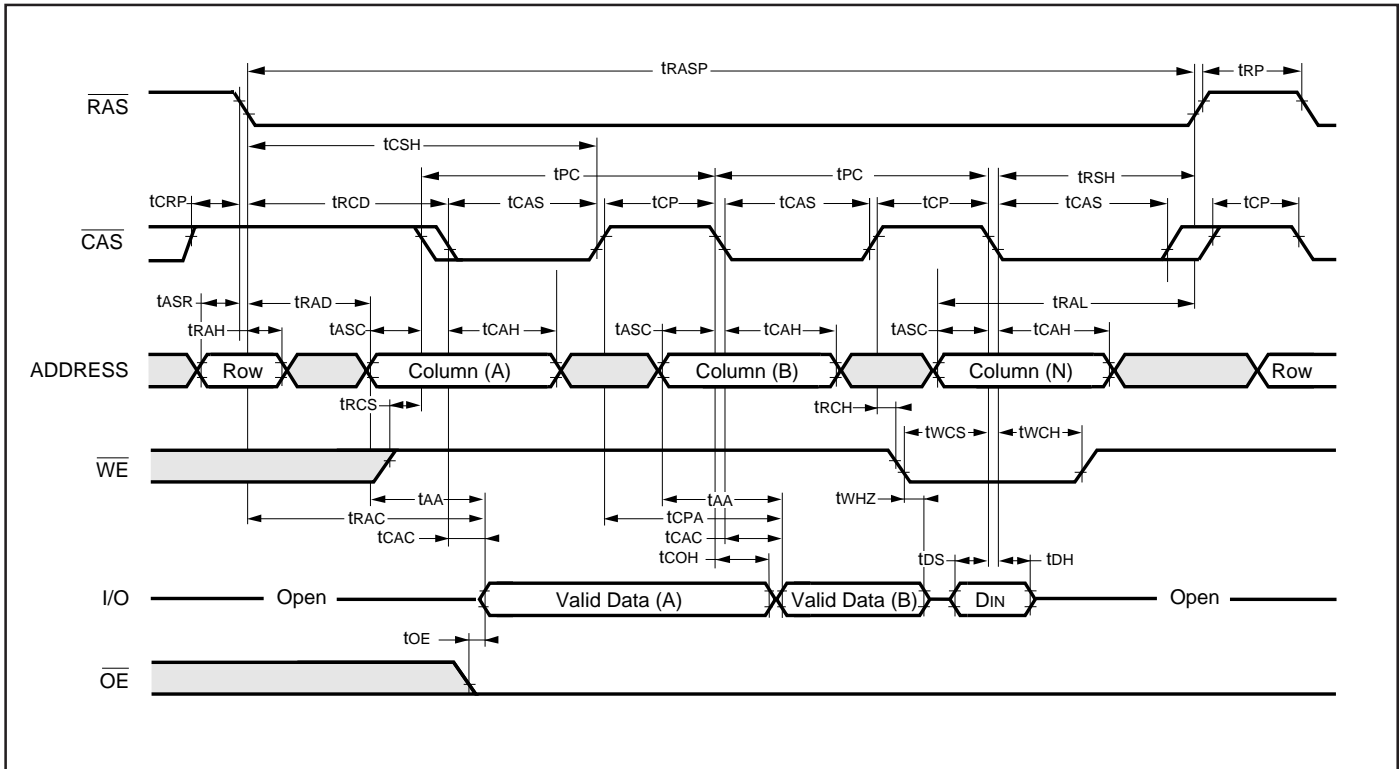 tRASP tRP
RAS
tCSH
tPC tPC tRSH
tCRP tRCD tCAS tCP tCAS tCP tCAS tCP
CAS
tASR tRAD tRAL
tRAH tASC tCAH tASC tCAH tASC tCAH
ADDRESS Row Column (A) Column (B) Column (N) Row
tRCS tRCH
tWCS tWCH
WE
tAA tAA tWHZ
tRAC tCPA
tCAC tCAC
tCOH tDS tDH
I/O Open Valid Data (A) Valid Data (B) DIN Open
tOE
OE